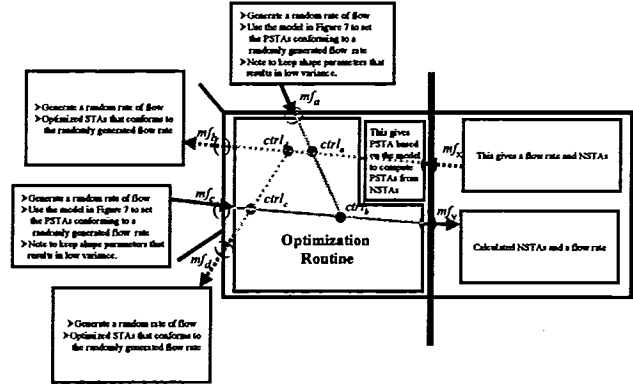 ➢Generate a random rate of flow
➢Use the model in Figure 7 to set
the PSTAs conforming to a
randomly generated flow rate
➢Note to keep shape parameters that
results in low variance.
➢Generate a random rate of flow
➢Optimized STAs that conforms to
the randomly generated flow rate
mf_a
mf_b
ctrl_a
This gives
PSTA based
on the model
to compute
PSTAs from
NSTAs
mf_x
This gives a flow rate and NSTAs
➢Generate a random rate of flow
➢Use the model in Figure 7 to set
the PSTAs conforming to a
randomly generated flow rate
➢Note to keep shape parameters that
results in low variance.
mf_c
ctrl_c
ctrl_b
mf_y
Calculated NSTAs and a flow rate
Optimization
Routine
mf_d
➢Generate a random rate of flow
➢Optimized STAs that conforms to
the randomly generated flow rate